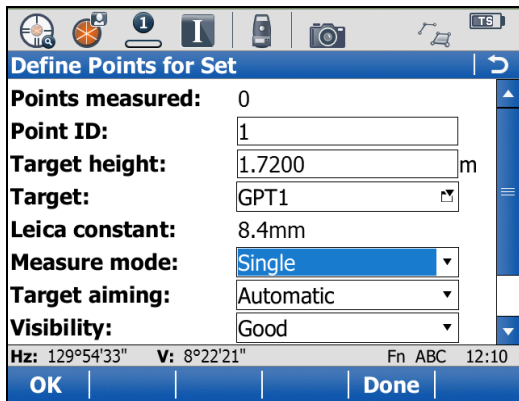 1
I
TS
Define Points for Set
Points measured: 0
Point ID: 1
Target height: 1.7200 m
Target: GPT1
Leica constant: 8.4mm
Measure mode: Single
Target aiming: Automatic
Visibility: Good
Hz: 129°54'33" V: 8°22'21" Fn ABC 12:10
OK Done